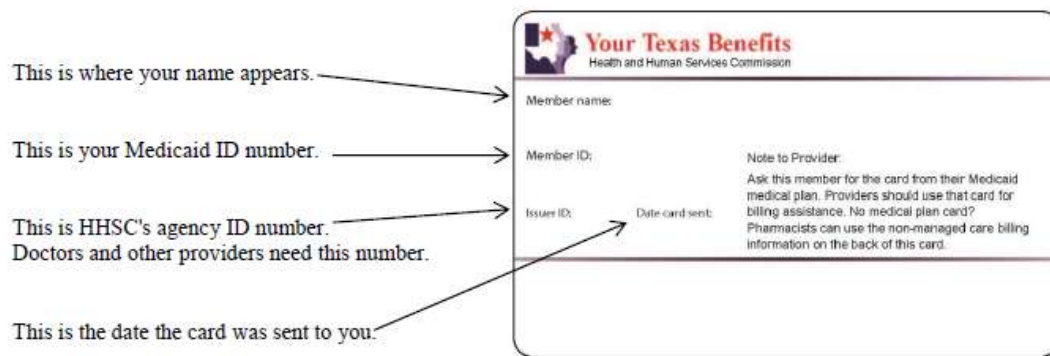 This is where your name appears.
This is your Medicaid ID number.
This is HHSC's agency ID number.
Doctors and other providers need this number.
This is the date the card was sent to you.
Your Texas Benefits
Health and Human Services Commission
Member name:
Member ID:
Issuer ID:
Date card sent:
Note to Provider:
Ask this member for the card from their Medicaid
medical plan. Providers should use that card for
billing assistance. No medical plan card?
Pharmacists can use the non-managed care billing
information on the back of this card.